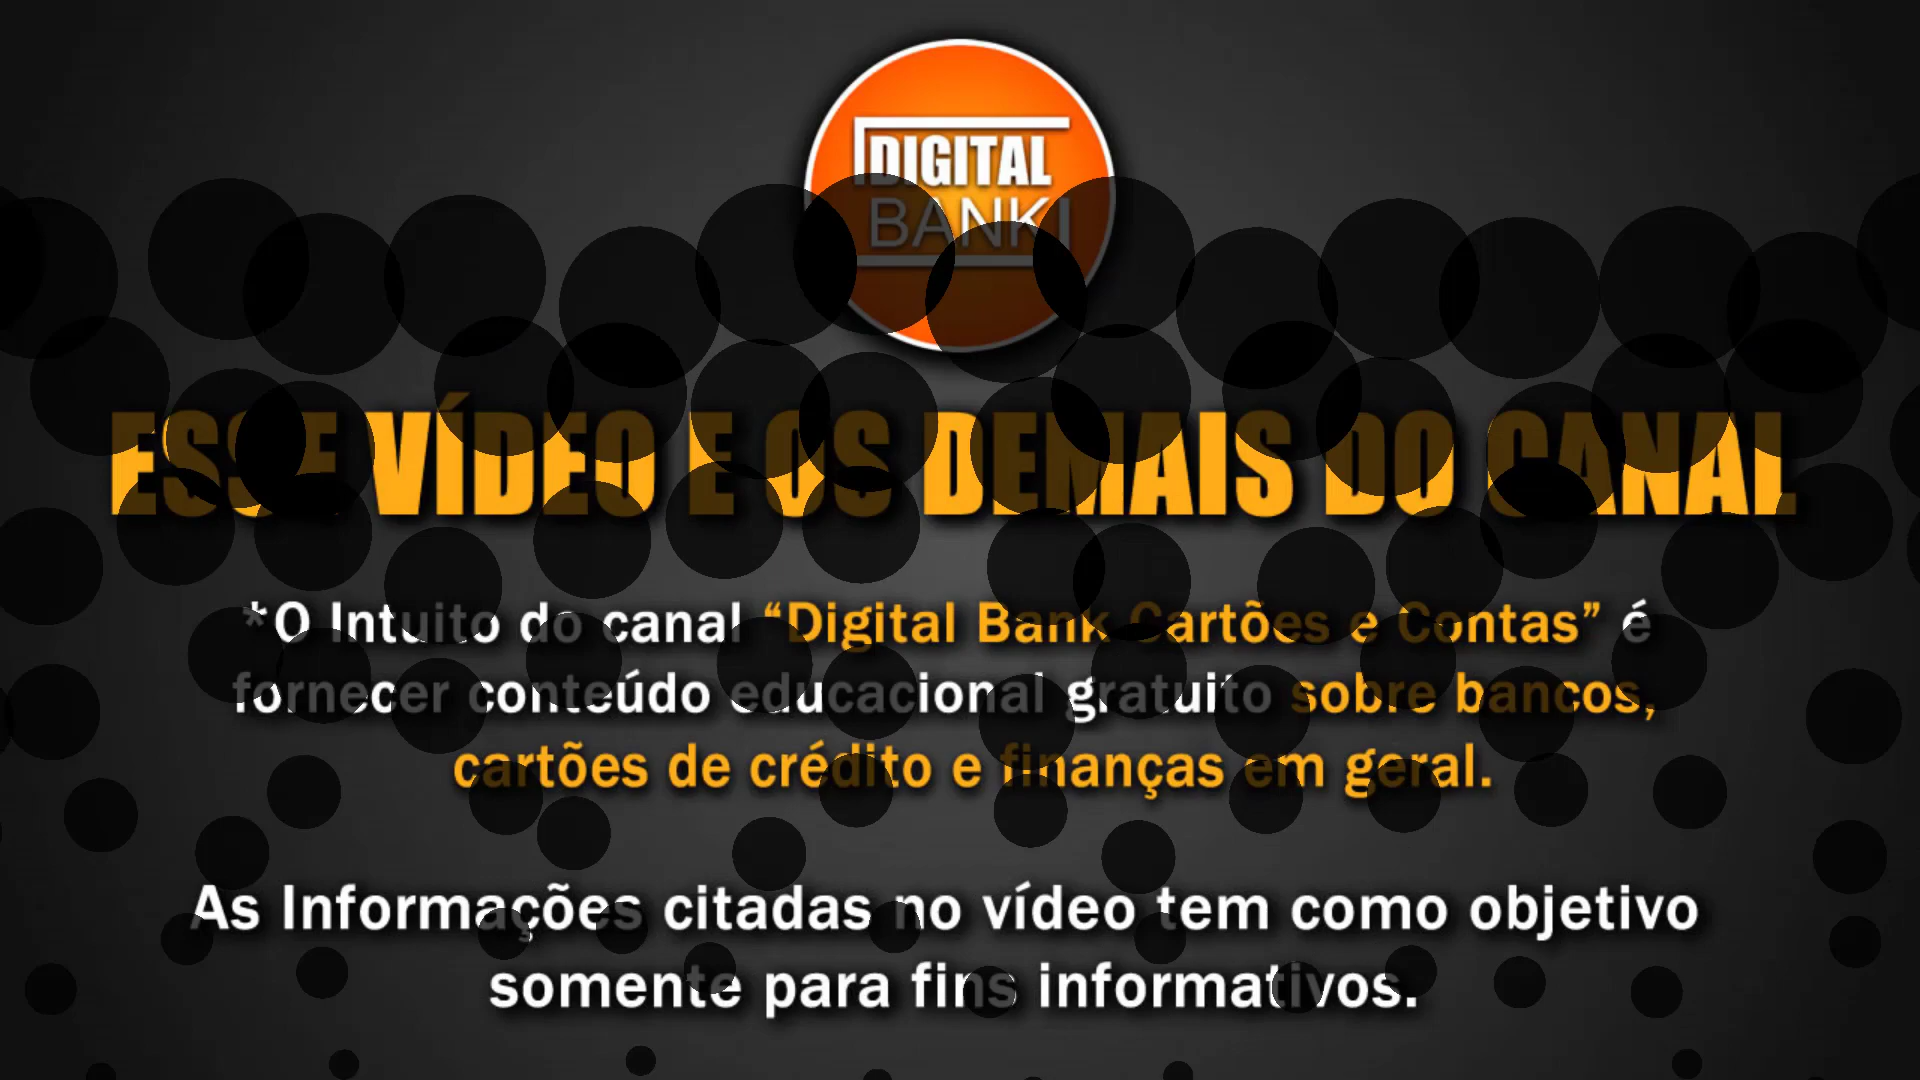 DIGITAL
BANK
ESSE VÍDEO E OS DEMAIS DO CANAL
*O Intuito do canal “Digital Bank Cartões e Contas” é
fornecer conteúdo educacional gratuito sobre bancos,
cartões de crédito e finanças em geral.
As Informações citadas no vídeo tem como objetivo
somente para fins informativos.